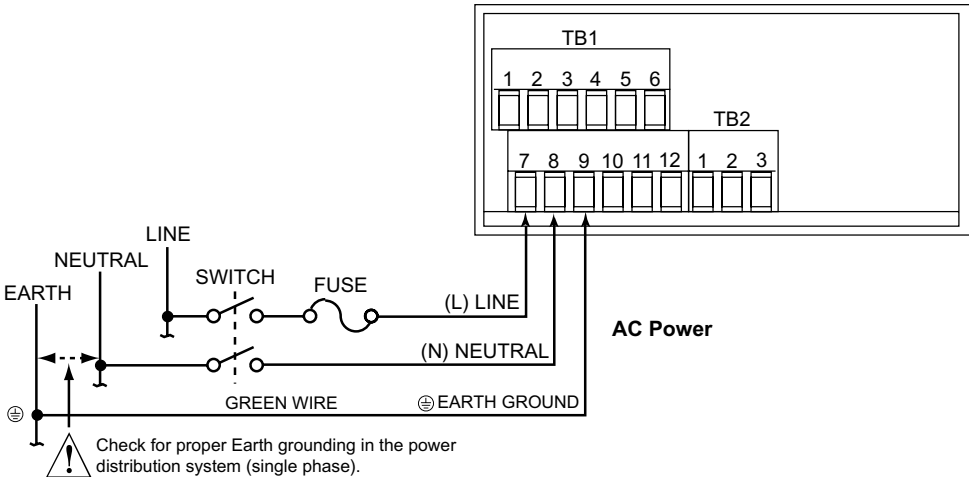 TB1
1 2 3 4 5 6
TB2
7 8 9 10 11 12 1 2 3
LINE
NEUTRAL
EARTH
SWITCH
FUSE
(L) LINE
AC Power
(N) NEUTRAL
GREEN WIRE
EARTH GROUND
!
Check for proper Earth grounding in the power
distribution system (single phase).